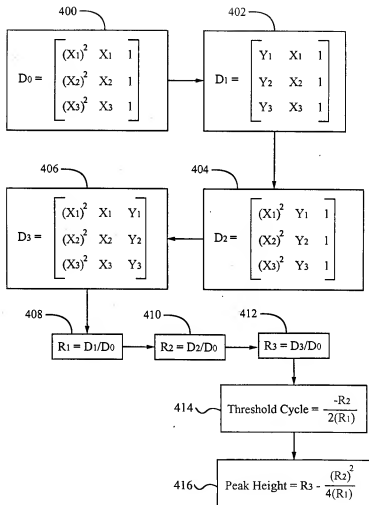 400
D0 = [ (X1)² X1 1
(X2)² X2 1
(X3)² X3 1 ]
402
D1 = [ Y1 X1 1
Y2 X2 1
Y3 X3 1 ]
406
D3 = [ (X1)² X1 Y1
(X2)² X2 Y2
(X3)² X3 Y3 ]
404
D2 = [ (X1)² Y1 1
(X2)² Y2 1
(X3)² Y3 1 ]
408
R1 = D1/D0
410
R2 = D2/D0
412
R3 = D3/D0
414
Threshold Cycle = -R2 / 2(R1)
416
Peak Height = R3 - (R2)² / 4(R1)